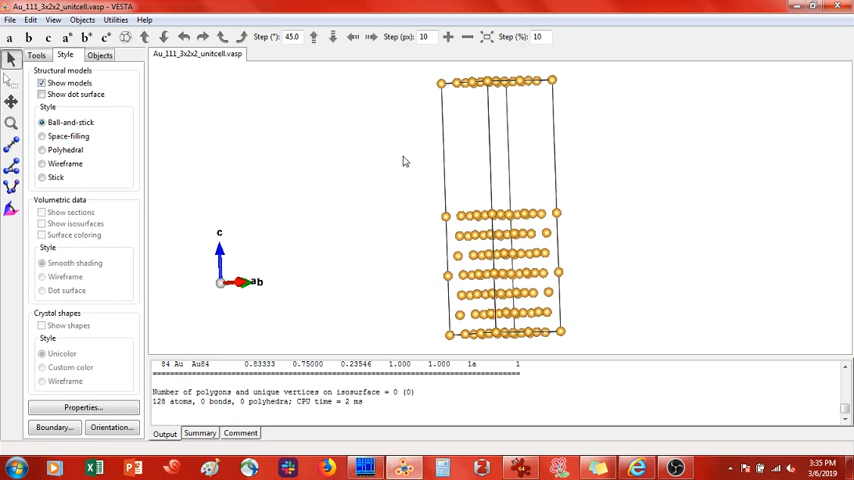 Au_111_3x2x2_unitcell.vasp - VESTA
File Edit View Objects Utilities Help
a b c a* b* c* Step (°): 45.0 Step (px): 10 Step (%): 10
Tools Style Objects
Au_111_3x2x2_unitcell.vasp
Structural models
Show models
Show dot surface
Style
Ball-and-stick
Space-filling
Polyhedral
Wireframe
Stick
Volumetric data
Show sections
Show isosurfaces
Surface coloring
Style
Smooth shading
Wireframe
Dot surface
Crystal shapes
Show shapes
Style
Unicolor
Custom color
Wireframe
Properties...
Boundary... Orientation...
c
ab
84 Au Au84 0.83333 0.75000 0.23546 1.000 1.000 1a 1
Number of polygons and unique vertices on isosurface = 0 (0)
128 atoms, 0 bonds, 0 polyhedra; CPU time = 2 ms
Output Summary Comment
3:35 PM
3/6/2019